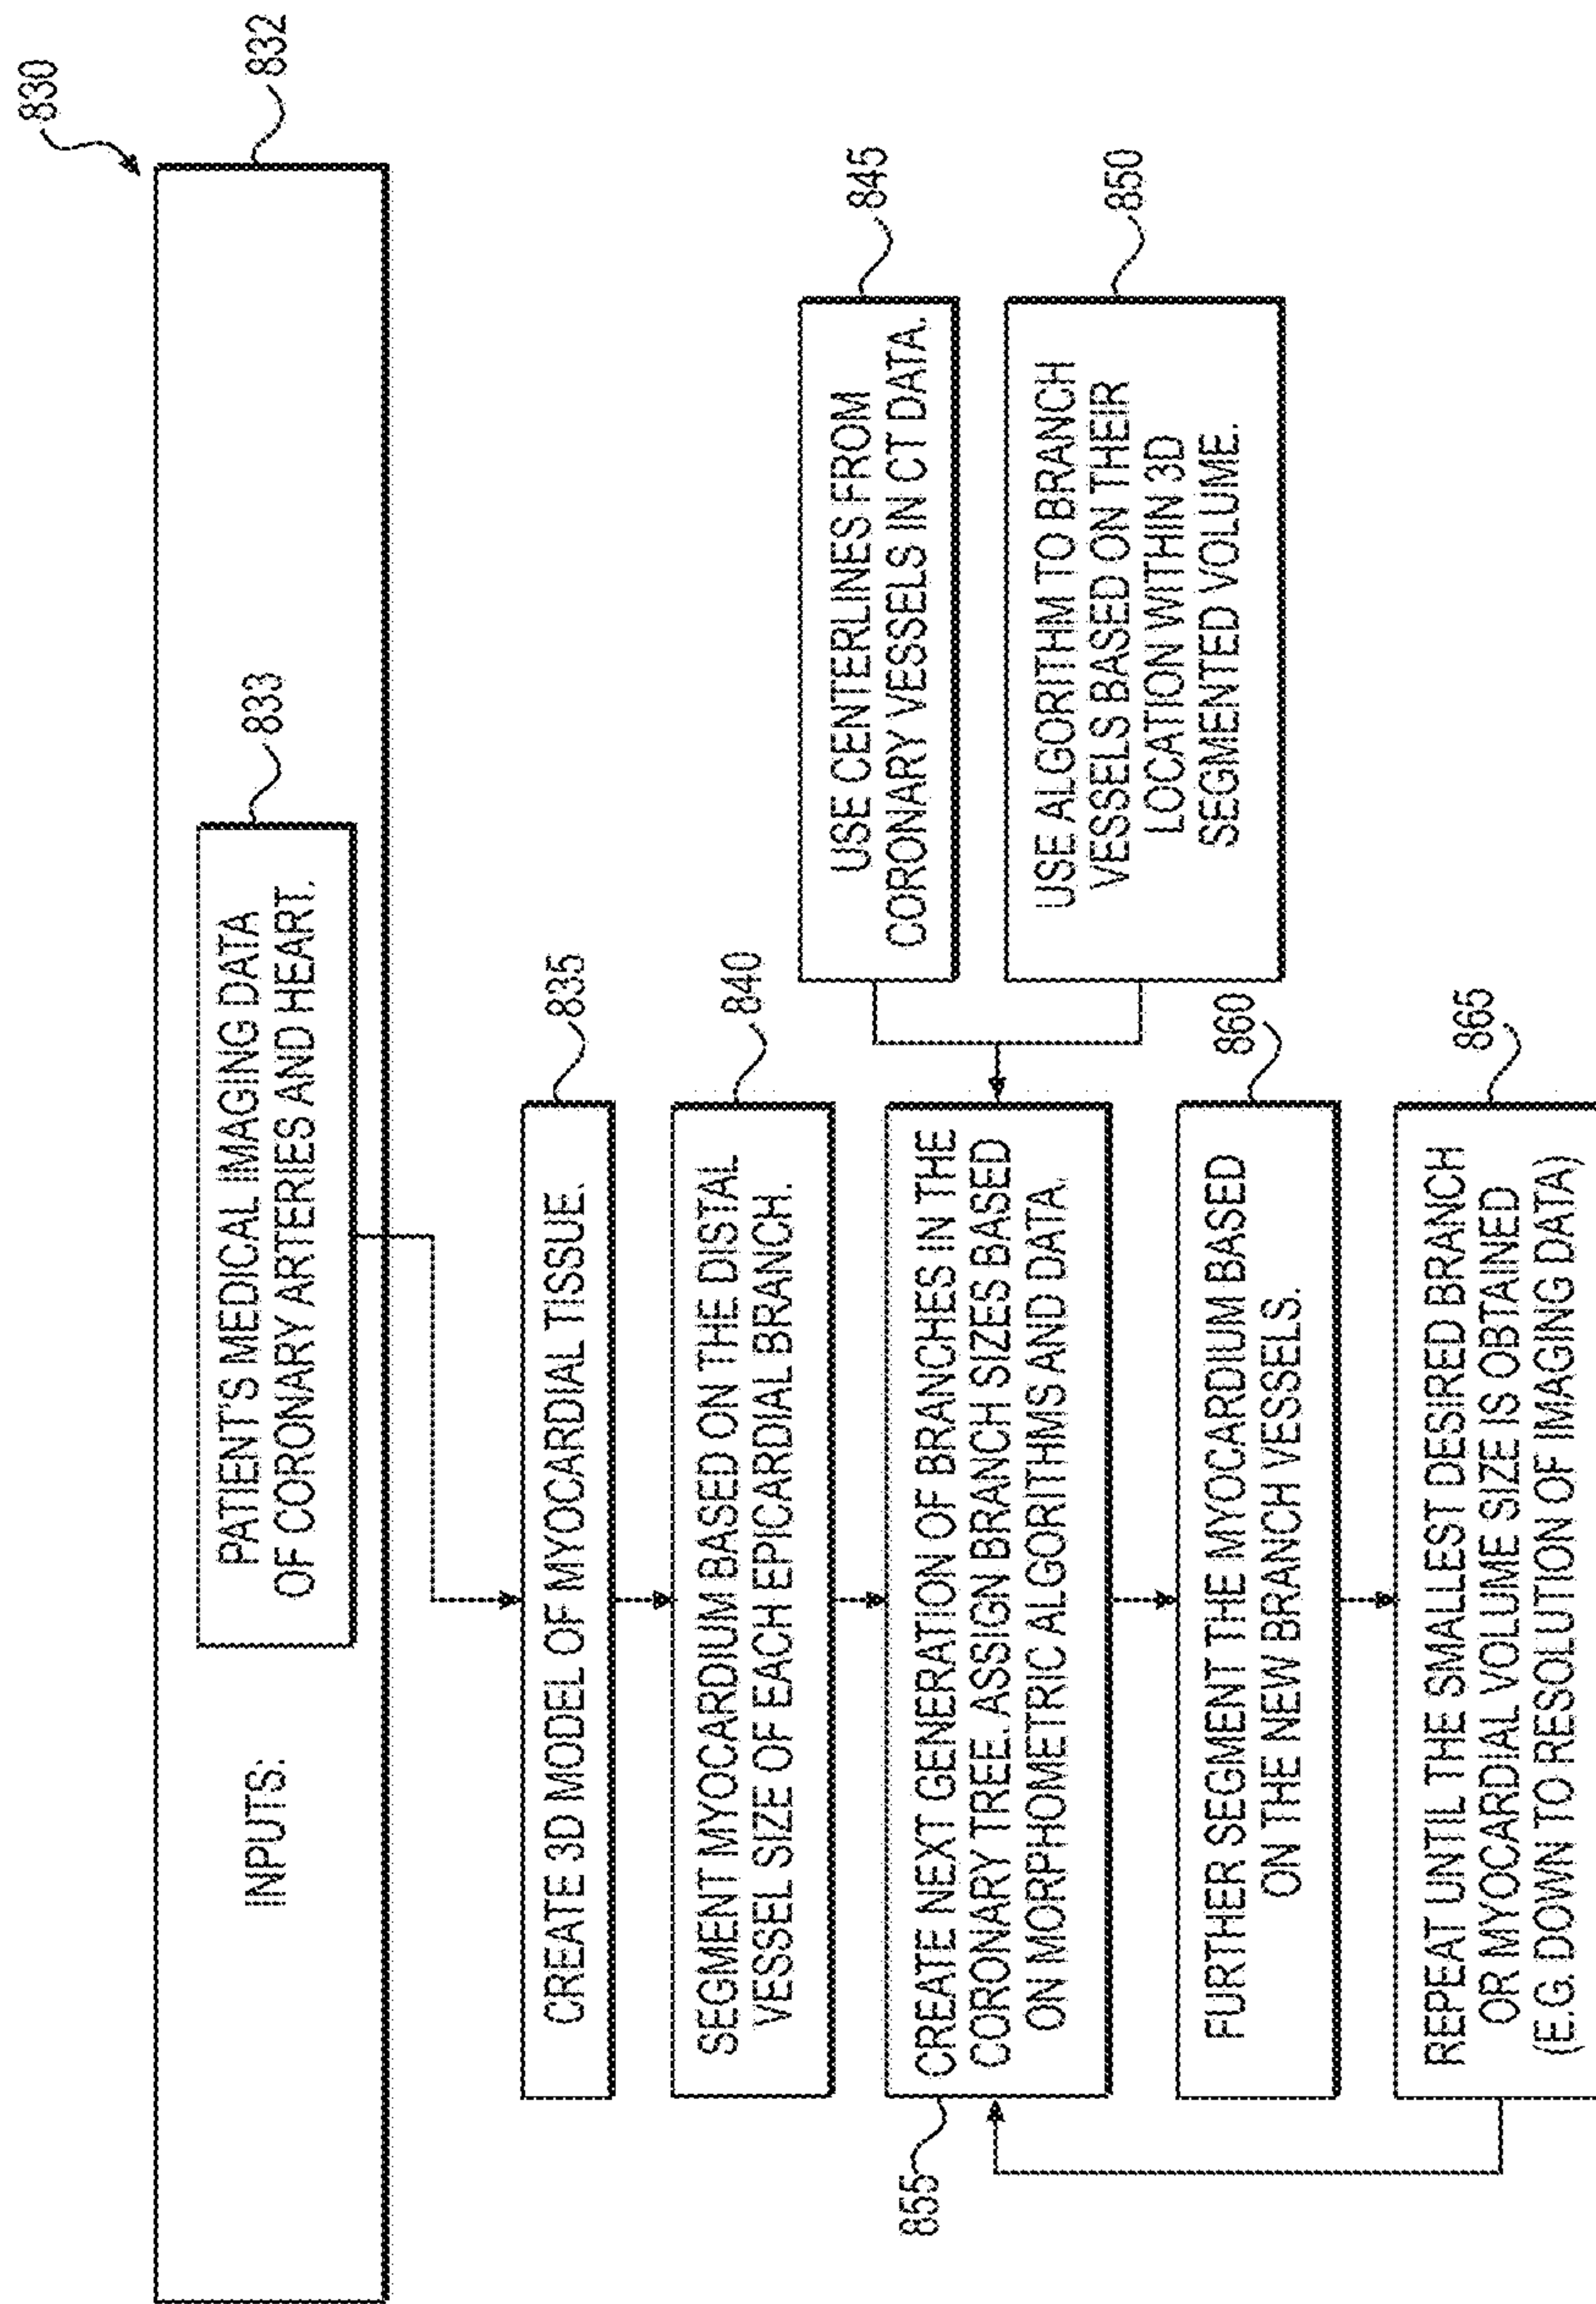 830
832
INPUTS:
833
PATIENT'S MEDICAL IMAGING DATA
OF CORONARY ARTERIES AND HEART.
835
CREATE 3D MODEL OF MYOCARDIAL TISSUE.
840
SEGMENT MYOCARDIUM BASED ON THE DISTAL
VESSEL SIZE OF EACH EPICARDIAL BRANCH.
845
USE CENTERLINES FROM
CORONARY VESSELS IN CT DATA.
850
USE ALGORITHM TO BRANCH
VESSELS BASED ON THEIR
LOCATION WITHIN 3D
SEGMENTED VOLUME.
855
CREATE NEXT GENERATION OF BRANCHES IN THE
CORONARY TREE. ASSIGN BRANCH SIZES BASED
ON MORPHOMETRIC ALGORITHMS AND DATA.
860
FURTHER SEGMENT THE MYOCARDIUM BASED
ON THE NEW BRANCH VESSELS.
865
REPEAT UNTIL THE SMALLEST DESIRED BRANCH
OR MYOCARDIAL VOLUME SIZE IS OBTAINED
(E.G. DOWN TO RESOLUTION OF IMAGING DATA)